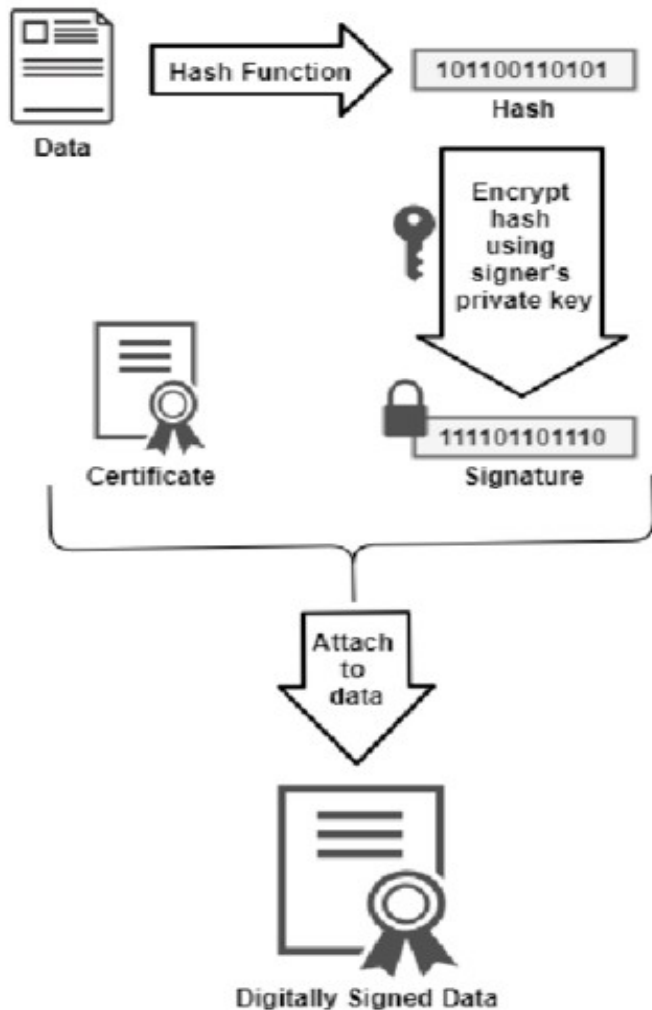 Hash Function
101100110101
Hash
Data
Encrypt
hash
using
signer's
private key
111101101110
Certificate
Signature
Attach
to
data
Digitally Signed Data